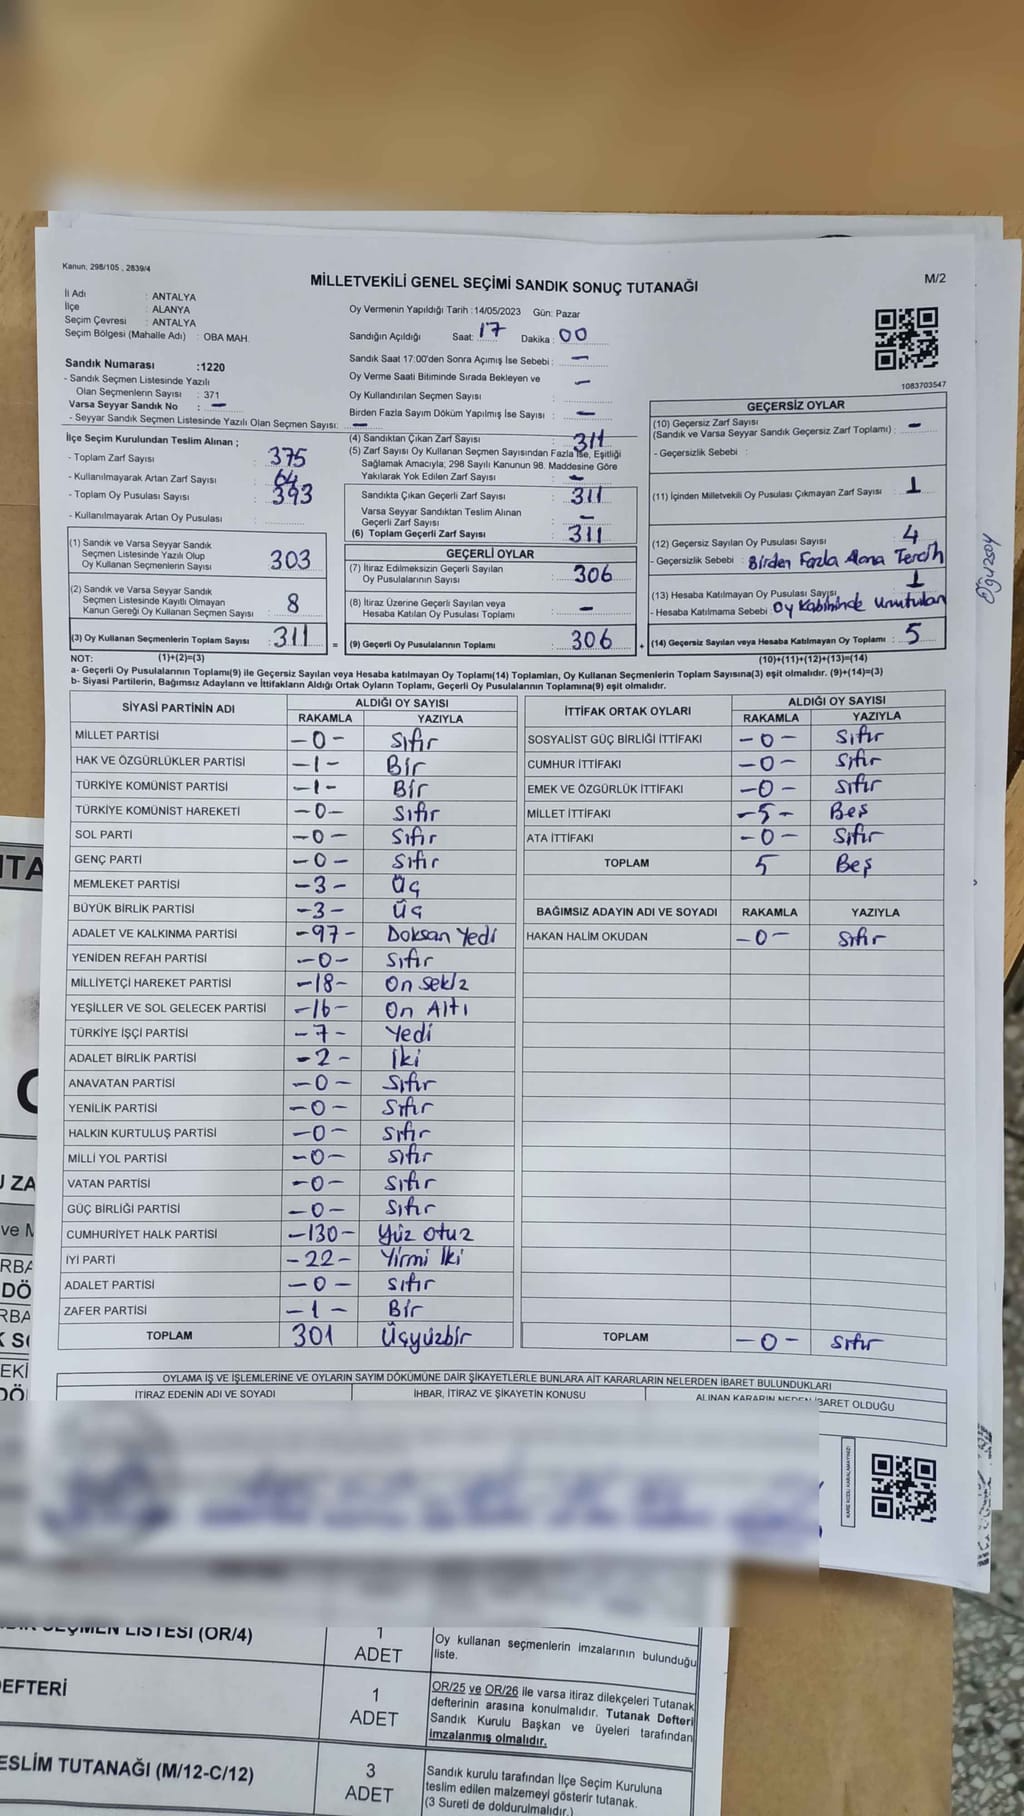 Kanun, 298/105 , 2839/4
MİLLETVEKİLİ GENEL SEÇİMİ SANDIK SONUÇ TUTANAĞI
M/2
İl Adı : ANTALYA
İlçe : ALANYA
Seçim Çevresi : ANTALYA
Seçim Bölgesi (Mahalle Adı) : OBA MAH.
Sandık Numarası :1220
- Sandık Seçmen Listesinde Yazılı
Olan Seçmenlerin Sayısı : 371
Varsa Seyyar Sandık No : -
- Seyyar Sandık Seçmen Listesinde Yazılı Olan Seçmen Sayısı: -
Oy Vermenin Yapıldığı Tarih :14/05/2023 Gün: Pazar
Sandığın Açıldığı Saat: 17 Dakika : 00
Sandık Saat 17:00'den Sonra Açımış İse Sebebi : -
Oy Verme Saati Bitiminde Sırada Bekleyen ve -
Oy Kullandırılan Seçmen Sayısı :
Birden Fazla Sayım Döküm Yapılmış İse Sayısı : -
1083703547
İlçe Seçim Kurulundan Teslim Alınan ;
- Toplam Zarf Sayısı : 375
- Kullanılmayarak Artan Zarf Sayısı : 64
- Toplam Oy Pusulası Sayısı : 393
- Kullanılmayarak Artan Oy Pusulası :
(1) Sandık ve Varsa Seyyar Sandık
Seçmen Listesinde Yazılı Olup
Oy Kullanan Seçmenlerin Sayısı 303
(2) Sandık ve Varsa Seyyar Sandık
Seçmen Listesinde Kayıtlı Olmayan
Kanun Gereği Oy Kullanan Seçmen Sayısı : 8
(3) Oy Kullanan Seçmenlerin Toplam Sayısı : 311 =
(4) Sandıktan Çıkan Zarf Sayısı : 311
(5) Zarf Sayısı Oy Kullanan Seçmen Sayısından Fazla İse, Eşitliği
Sağlamak Amacıyla; 298 Sayılı Kanunun 98. Maddesine Göre
Yakılarak Yok Edilen Zarf Sayısı : -
Sandıkta Çıkan Geçerli Zarf Sayısı : 311
Varsa Seyyar Sandıktan Teslim Alınan
Geçerli Zarf Sayısı : -
(6) Toplam Geçerli Zarf Sayısı : 311
GEÇERLİ OYLAR
(7) İtiraz Edilmeksizin Geçerli Sayılan
Oy Pusulalarının Sayısı : 306
(8) İtiraz Üzerine Geçerli Sayılan veya
Hesaba Katılan Oy Pusulası Toplamı : -
(9) Geçerli Oy Pusulalarının Toplamı : 306 +
GEÇERSİZ OYLAR
(10) Geçersiz Zarf Sayısı
(Sandık ve Varsa Seyyar Sandık Geçersiz Zarf Toplamı) : -
- Geçersizlik Sebebi :
(11) İçinden Milletvekili Oy Pusulası Çıkmayan Zarf Sayısı : 1
(12) Geçersiz Sayılan Oy Pusulası Sayısı : 4
- Geçersizlik Sebebi : Birden Fazla Alana Tercih
(13) Hesaba Katılmayan Oy Pusulası Sayısı : 1
- Hesaba Katılmama Sebebi : Oy Kabininde Unutulan
(14) Geçersiz Sayılan veya Hesaba Katılmayan Oy Toplamı : 5
Oğuzsoy
NOT: (1)+(2)=(3)
(10)+(11)+(12)+(13)=(14)
a- Geçerli Oy Pusulalarının Toplamı(9) ile Geçersiz Sayılan veya Hesaba Katılmayan Oy Toplamı(14) Toplamları, Oy Kullanan Seçmenlerin Toplam Sayısına(3) eşit olmalıdır. (9)+(14)=(3)
b- Siyasi Partilerin, Bağımsız Adayların ve İttifakların Aldığı Ortak Oyların Toplamı, Geçerli Oy Pusulalarının Toplamına(9) eşit olmalıdır.
SİYASİ PARTİNİN ADI ALDIĞI OY SAYISI
RAKAMLA YAZIYLA
MİLLET PARTİSİ -0- Sıfır
HAK VE ÖZGÜRLÜKLER PARTİSİ -1- Bir
TÜRKİYE KOMÜNİST PARTİSİ -1- Bir
TÜRKİYE KOMÜNİST HAREKETİ -0- Sıfır
SOL PARTİ -0- Sıfır
GENÇ PARTİ -0- Sıfır
MEMLEKET PARTİSİ -3- Üç
BÜYÜK BİRLİK PARTİSİ -3- Üç
ADALET VE KALKINMA PARTİSİ -97- Doksan Yedi
YENİDEN REFAH PARTİSİ -0- Sıfır
MİLLİYETÇİ HAREKET PARTİSİ -18- On Sekiz
YEŞİLLER VE SOL GELECEK PARTİSİ -16- On Altı
TÜRKİYE İŞÇİ PARTİSİ -7- Yedi
ADALET BİRLİK PARTİSİ -2- İki
ANAVATAN PARTİSİ -0- Sıfır
YENİLİK PARTİSİ -0- Sıfır
HALKIN KURTULUŞ PARTİSİ -0- Sıfır
MİLLİ YOL PARTİSİ -0- Sıfır
VATAN PARTİSİ -0- Sıfır
GÜÇ BİRLİĞİ PARTİSİ -0- Sıfır
CUMHURİYET HALK PARTİSİ -130- Yüz otuz
İYİ PARTİ -22- Yirmi İki
ADALET PARTİSİ -0- Sıfır
ZAFER PARTİSİ -1- Bir
TOPLAM 301 Üçyüzbir
İTTİFAK ORTAK OYLARI ALDIĞI OY SAYISI
RAKAMLA YAZIYLA
SOSYALİST GÜÇ BİRLİĞİ İTTİFAKI -0- Sıfır
CUMHUR İTTİFAKI -0- Sıfır
EMEK VE ÖZGÜRLÜK İTTİFAKI -0- Sıfır
MİLLET İTTİFAKI -5- Beş
ATA İTTİFAKI -0- Sıfır
TOPLAM 5 Beş
BAĞIMSIZ ADAYIN ADI VE SOYADI RAKAMLA YAZIYLA
HAKAN HALİM OKUDAN -0- Sıfır
TOPLAM -0- Sıfır
OYLAMA İŞ VE İŞLEMLERİNE VE OYLARIN SAYIM DÖKÜMÜNE DAİR ŞİKAYETLERLE BUNLARA AİT KARARLARIN NELERDEN İBARET BULUNDUKLARI
İTİRAZ EDENİN ADI VE SOYADI İHBAR, İTİRAZ VE ŞİKAYETİN KONUSU ALINAN KARARIN NEDEN İBARET OLDUĞU
SEÇMEN LİSTESİ (OR/4) 1 ADET Oy kullanan seçmenlerin imzalarının bulunduğu
liste.
DEFTERİ 1 ADET OR/25 ve OR/26 ile varsa itiraz dilekçeleri Tutanak
defterinin arasına konulmalıdır. Tutanak Defteri
Sandık Kurulu Başkan ve üyeleri tarafından
imzalanmış olmalıdır.
ESLİM TUTANAĞI (M/12-C/12) 3 ADET Sandık kurulu tarafından İlçe Seçim Kuruluna
teslim edilen malzemeyi gösterir tutanak.
(3 Sureti de doldurulmalıdır.)